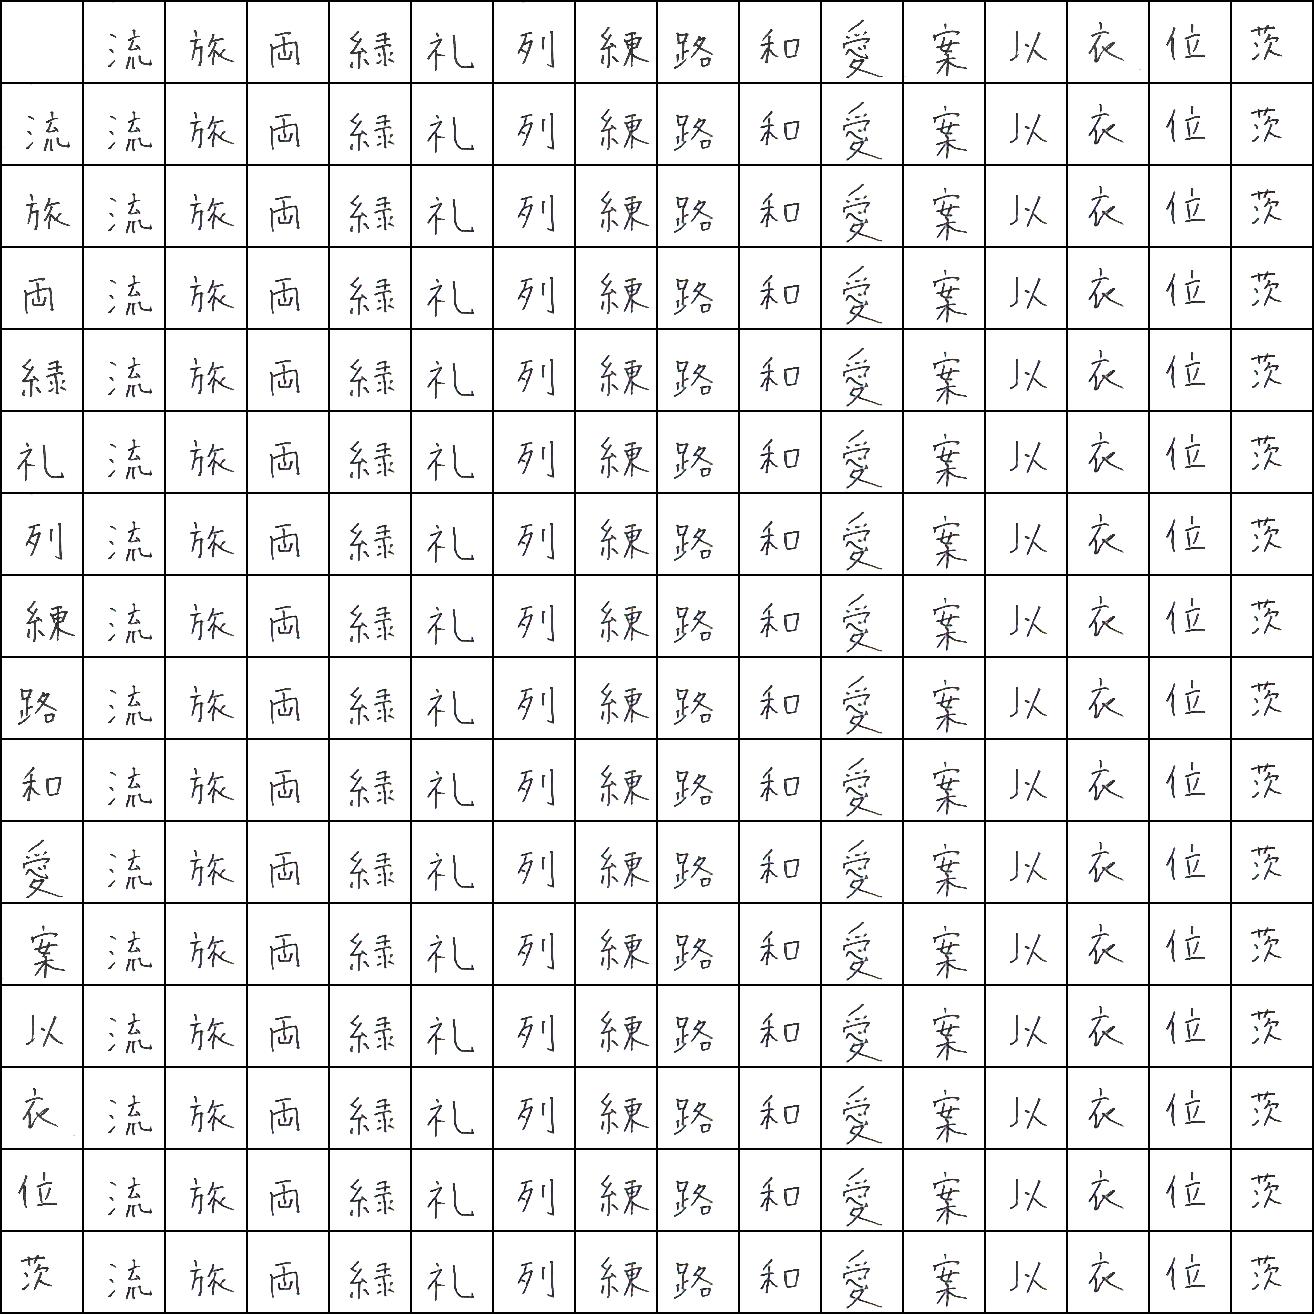 流 旅 両 緑 礼 列 練 路 和 愛 案 以 衣 位 茨
流 流 旅 両 緑 礼 列 練 路 和 愛 案 以 衣 位 茨
旅 流 旅 両 緑 礼 列 練 路 和 愛 案 以 衣 位 茨
両 流 旅 両 緑 礼 列 練 路 和 愛 案 以 衣 位 茨
緑 流 旅 両 緑 礼 列 練 路 和 愛 案 以 衣 位 茨
礼 流 旅 両 緑 礼 列 練 路 和 愛 案 以 衣 位 茨
列 流 旅 両 緑 礼 列 練 路 和 愛 案 以 衣 位 茨
練 流 旅 両 緑 礼 列 練 路 和 愛 案 以 衣 位 茨
路 流 旅 両 緑 礼 列 練 路 和 愛 案 以 衣 位 茨
和 流 旅 両 緑 礼 列 練 路 和 愛 案 以 衣 位 茨
愛 流 旅 両 緑 礼 列 練 路 和 愛 案 以 衣 位 茨
案 流 旅 両 緑 礼 列 練 路 和 愛 案 以 衣 位 茨
以 流 旅 両 緑 礼 列 練 路 和 愛 案 以 衣 位 茨
衣 流 旅 両 緑 礼 列 練 路 和 愛 案 以 衣 位 茨
位 流 旅 両 緑 礼 列 練 路 和 愛 案 以 衣 位 茨
茨 流 旅 両 緑 礼 列 練 路 和 愛 案 以 衣 位 茨